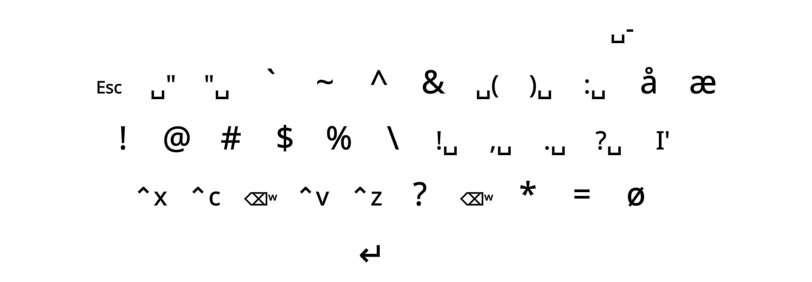 ␣-
Esc ␣" "␣ ` ~ ^ & ␣( )␣ :␣ å æ
! @ # $ % \ !␣ ,␣ .␣ ?␣ I'
^x ^c ⌫w ^v ^z ? ⌫w * = ø
↵